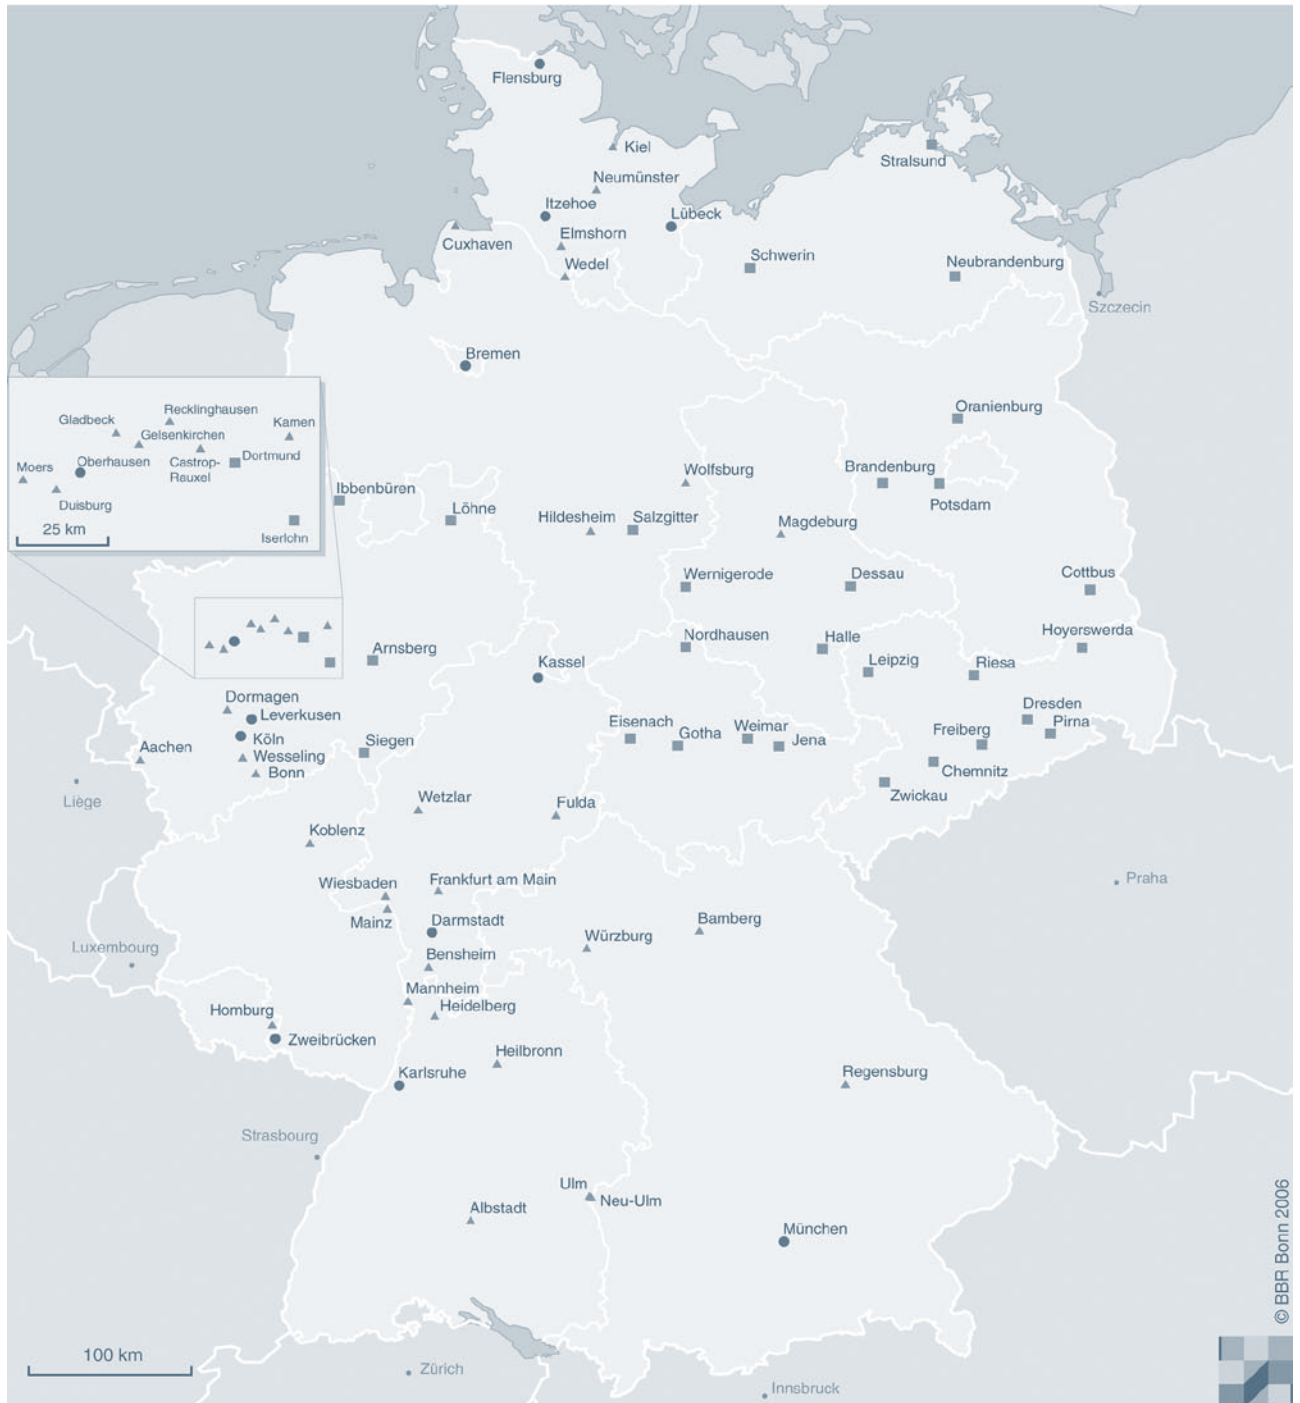 Flensburg
Kiel
Stralsund
Neumünster
Itzehoe
Lübeck
Elmshorn
Cuxhaven
Schwerin
Neubrandenburg
Wedel
Szczecin
Bremen
Oranienburg
Recklinghausen
Gladbeck
Kamen
Gelsenkirchen
Moers
Oberhausen
Castrop-
Rauxel
Dortmund
Duisburg
25 km
Iserlohn
Wolfsburg
Brandenburg
Potsdam
Ibbenbüren
Löhne
Hildesheim
Salzgitter
Magdeburg
Wernigerode
Dessau
Cottbus
Hoyerswerda
Nordhausen
Halle
Leipzig
Riesa
Arnsberg
Kassel
Dormagen
Leverkusen
Köln
Wesseling
Bonn
Aachen
Siegen
Eisenach
Gotha
Weimar
Jena
Dresden
Pirna
Freiberg
Chemnitz
Zwickau
Liège
Wetzlar
Fulda
Koblenz
Wiesbaden
Frankfurt am Main
Praha
Mainz
Darmstadt
Bamberg
Würzburg
Luxembourg
Bensheim
Mannheim
Heidelberg
Homburg
Zweibrücken
Heilbronn
Karlsruhe
Regensburg
Strasbourg
Ulm
Neu-Ulm
Albstadt
München
© BBR Bonn 2006
100 km
Zürich
Innsbruck